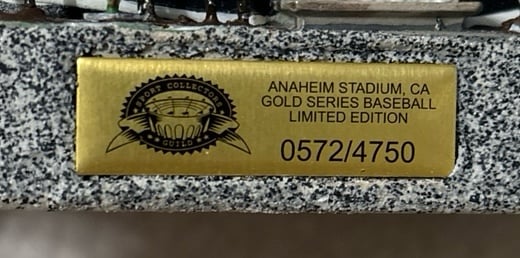 SPORT COLLECTORS
GUILD
ANAHEIM STADIUM, CA
GOLD SERIES BASEBALL
LIMITED EDITION
0572/4750